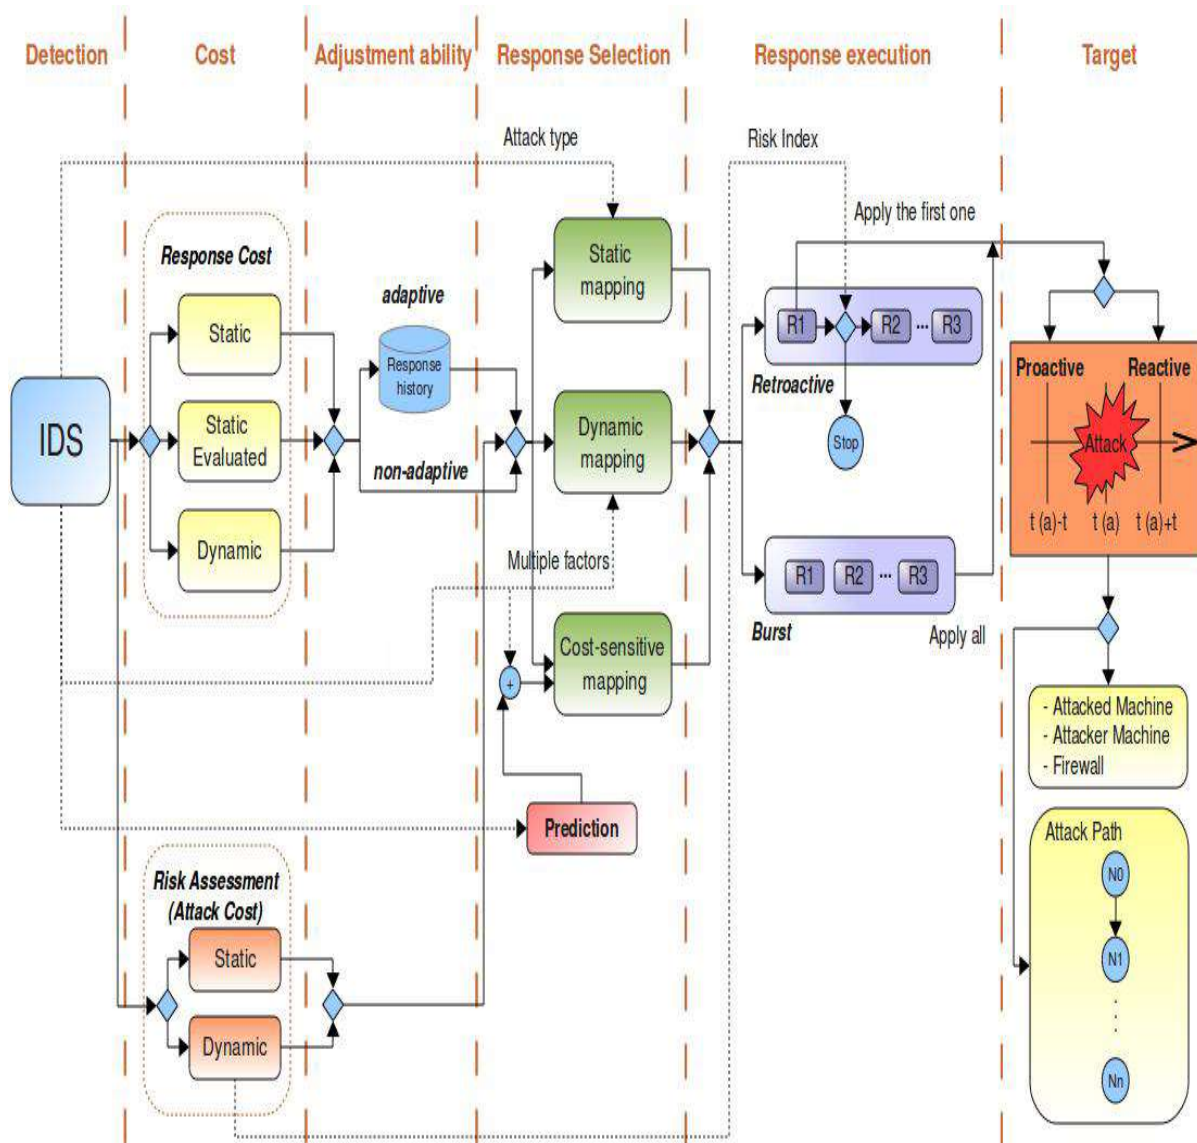 Detection
Cost
Adjustment ability
Response Selection
Response execution
Target
Attack type
Risk Index
Apply the first one
Response Cost
Static
Static
Evaluated
Dynamic
IDS
adaptive
Response
history
non-adaptive
Static
mapping
Dynamic
mapping
Multiple factors
Cost-sensitive
mapping
+
Prediction
Risk Assessment
(Attack Cost)
Static
Dynamic
R1
R2
...
R3
Retroactive
Stop
R1
R2
...
R3
Burst
Apply all
Proactive
Reactive
Attack
t (a)-t
t (a)
t (a)+t
- Attacked Machine
- Attacker Machine
- Firewall
Attack Path
N0
N1
.
.
.
Nn